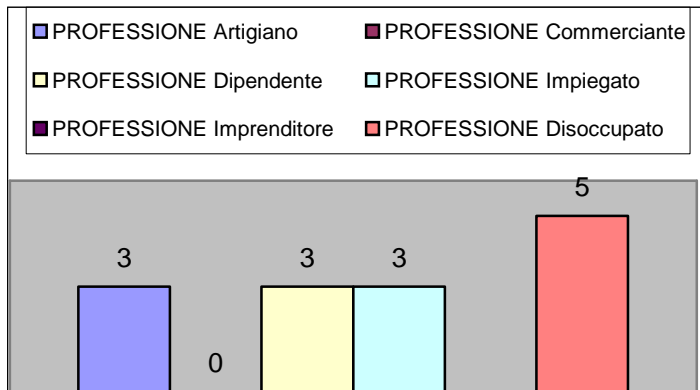 PROFESSIONE Artigiano PROFESSIONE Commerciante
PROFESSIONE Dipendente PROFESSIONE Impiegato
PROFESSIONE Imprenditore PROFESSIONE Disoccupato
5
3 3 3
0